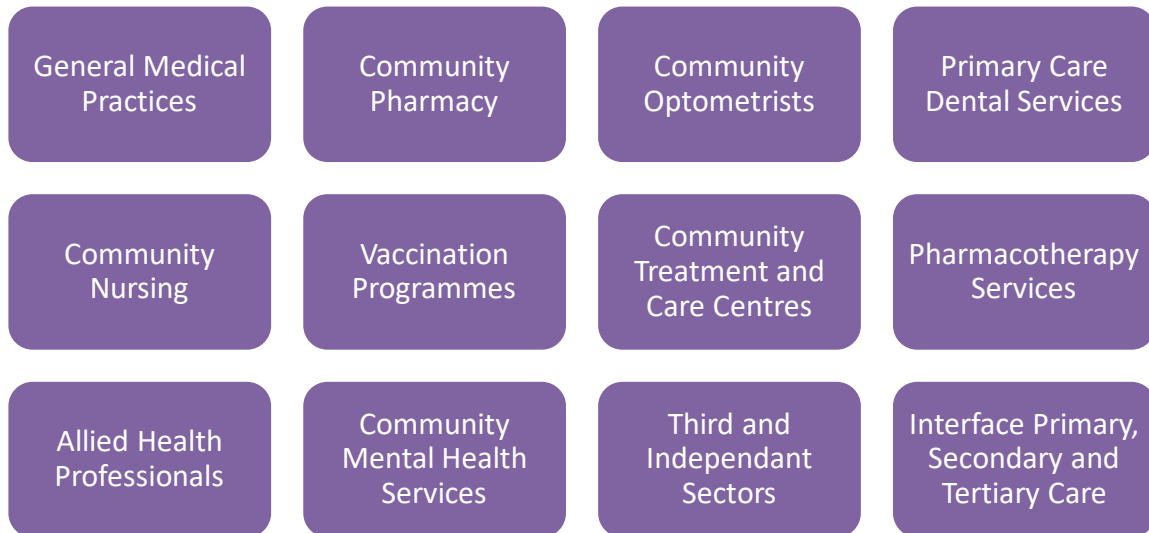 General Medical
Practices
Community
Pharmacy
Community
Optometrists
Primary Care
Dental Services
Community
Nursing
Vaccination
Programmes
Community
Treatment and
Care Centres
Pharmacotherapy
Services
Allied Health
Professionals
Community
Mental Health
Services
Third and
Independant
Sectors
Interface Primary,
Secondary and
Tertiary Care